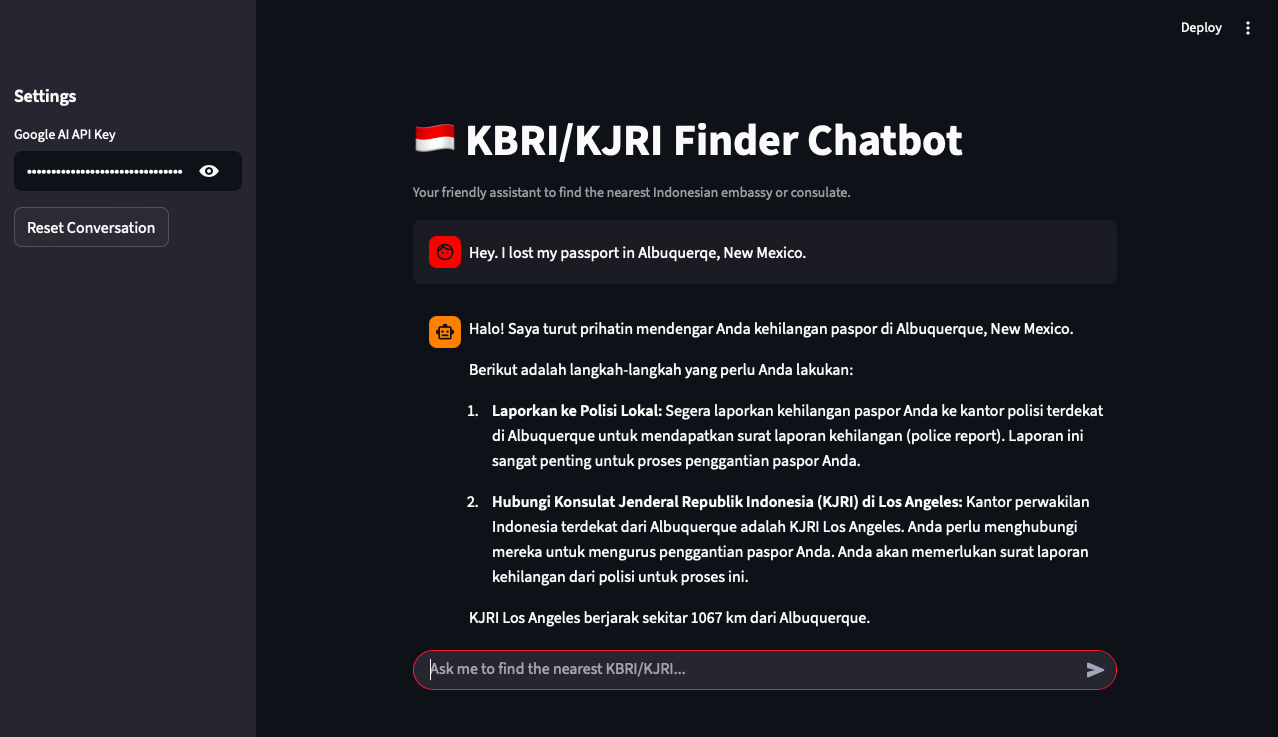 Deploy
Settings
Google AI API Key
Reset Conversation
KBRI/KJRI Finder Chatbot
Your friendly assistant to find the nearest Indonesian embassy or consulate.
Hey. I lost my passport in Albuquerqe, New Mexico.
Halo! Saya turut prihatin mendengar Anda kehilangan paspor di Albuquerque, New Mexico.
Berikut adalah langkah-langkah yang perlu Anda lakukan:
1. Laporkan ke Polisi Lokal: Segera laporkan kehilangan paspor Anda ke kantor polisi terdekat
di Albuquerque untuk mendapatkan surat laporan kehilangan (police report). Laporan ini
sangat penting untuk proses penggantian paspor Anda.
2. Hubungi Konsulat Jenderal Republik Indonesia (KJRI) di Los Angeles: Kantor perwakilan
Indonesia terdekat dari Albuquerque adalah KJRI Los Angeles. Anda perlu menghubungi
mereka untuk mengurus penggantian paspor Anda. Anda akan memerlukan surat laporan
kehilangan dari polisi untuk proses ini.
KJRI Los Angeles berjarak sekitar 1067 km dari Albuquerque.
Ask me to find the nearest KBRI/KJRI...